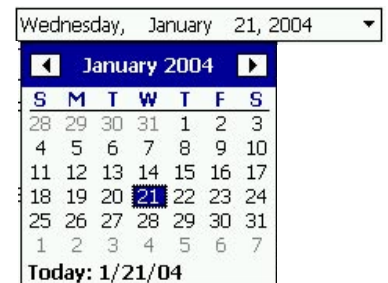 Wednesday, January 21, 2004
January 2004
S M T W T F S
28 29 30 31 1 2 3
4 5 6 7 8 9 10
11 12 13 14 15 16 17
18 19 20 21 22 23 24
25 26 27 28 29 30 31
1 2 3 4 5 6 7
Today: 1/21/04